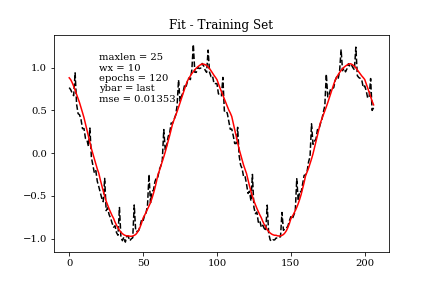 Fit - Training Set
maxlen = 25
wx = 10
epochs = 120
ybar = last
mse = 0.01353
1.0
0.5
0.0
−0.5
−1.0
0
50
100
150
200